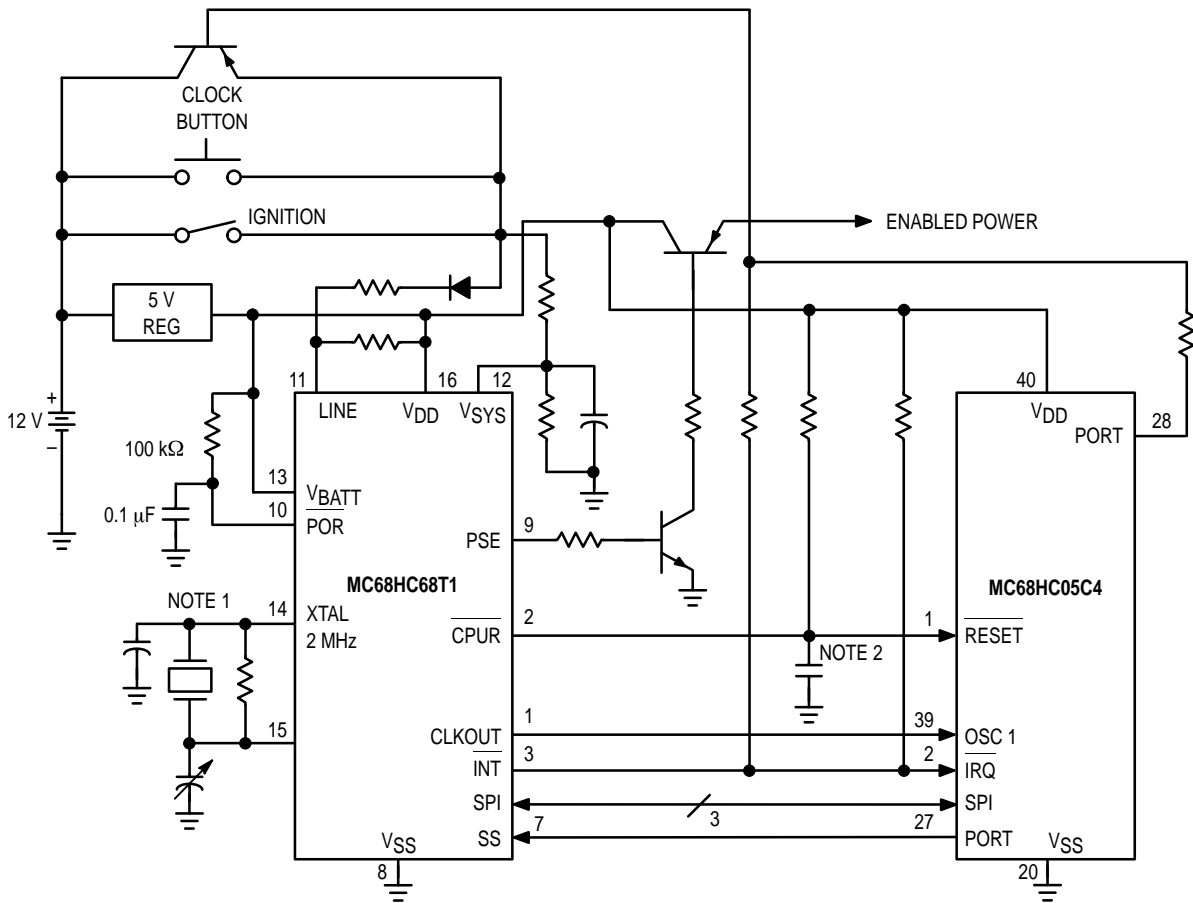 CLOCK
BUTTON
IGNITION
ENABLED POWER
5 V
REG
11
16
12
40
LINE
VDD
VSYS
VDD
+
12 V
–
PORT
28
100 kΩ
13
VBATT
0.1 μF
10
POR
PSE
9
MC68HC68T1
MC68HC05C4
NOTE 1
14
XTAL
2 MHz
CPUR
2
NOTE 2
1
RESET
15
CLKOUT
1
39
OSC 1
INT
3
2
IRQ
SPI
3
SPI
SS
7
27
PORT
VSS
8
VSS
20